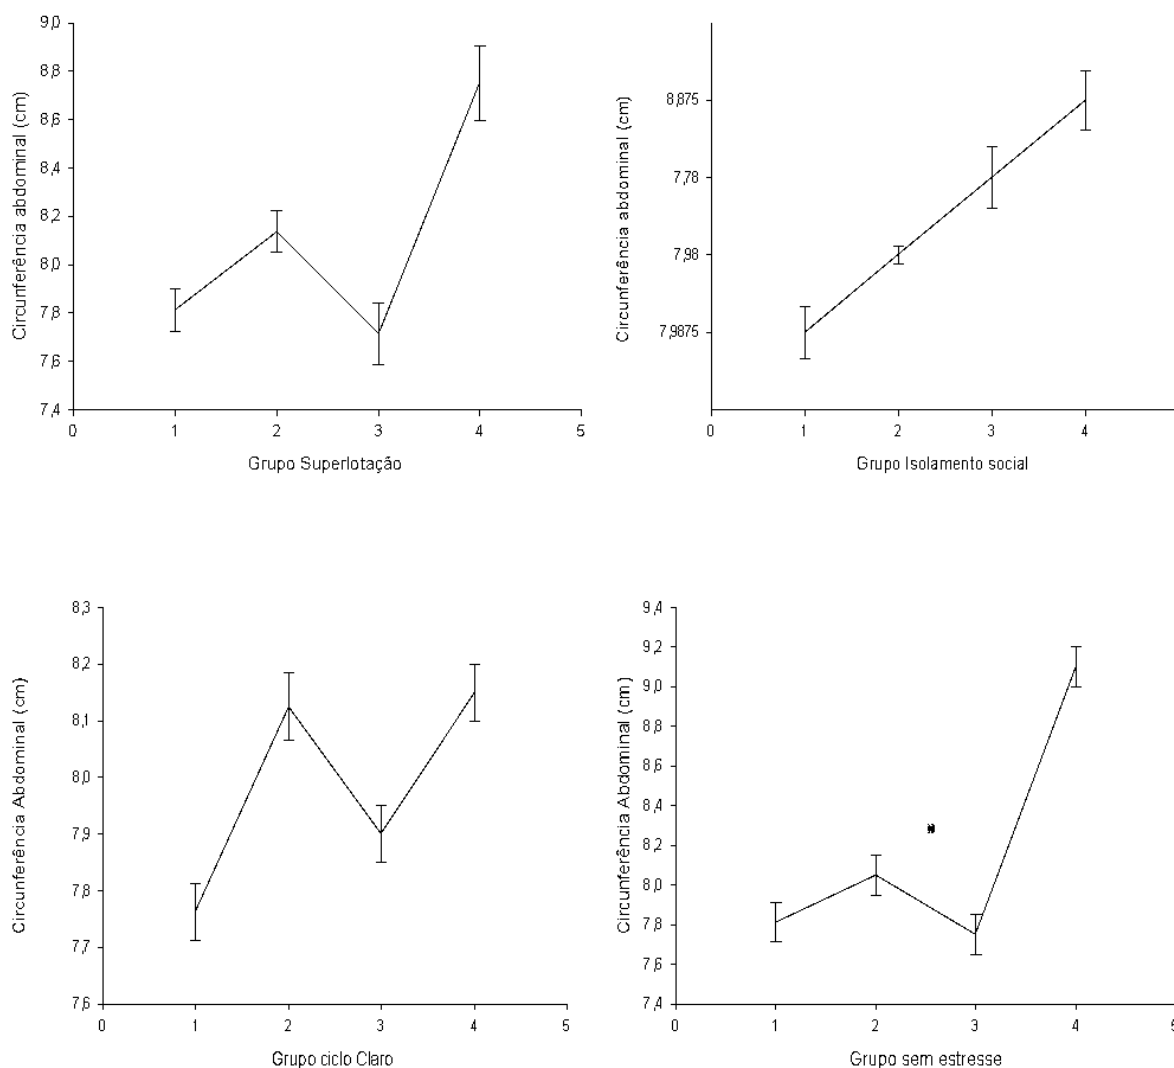 9,0
8,8
8,6
8,4
8,2
8,0
7,8
7,6
7,4
0 1 2 3 4 5
Circunferência abdominal (cm)
Grupo Superlotação
8,875
7,78
7,98
7,9875
0 1 2 3 4
Circunferência abdominal (cm)
Grupo Isolamento social
8,3
8,2
8,1
8,0
7,9
7,8
7,7
7,6
0 1 2 3 4 5
Circunferência Abdominal (cm)
Grupo ciclo Claro
9,4
9,2
9,0
8,8
8,6
8,4
8,2
8,0
7,8
7,6
7,4
0 1 2 3 4 5
Circunferência Abdominal (cm)
Grupo sem estresse